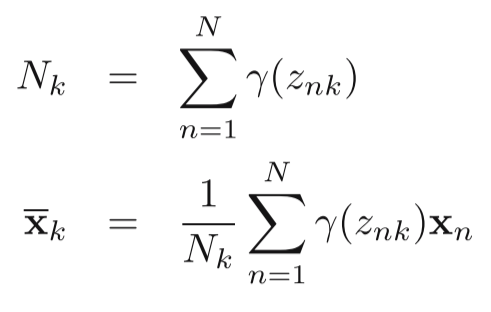 $N_k = \sum_{n=1}^{N} \gamma(z_{nk})$
$\overline{\mathbf{x}}_k = \frac{1}{N_k} \sum_{n=1}^{N} \gamma(z_{nk}) \mathbf{x}_n$